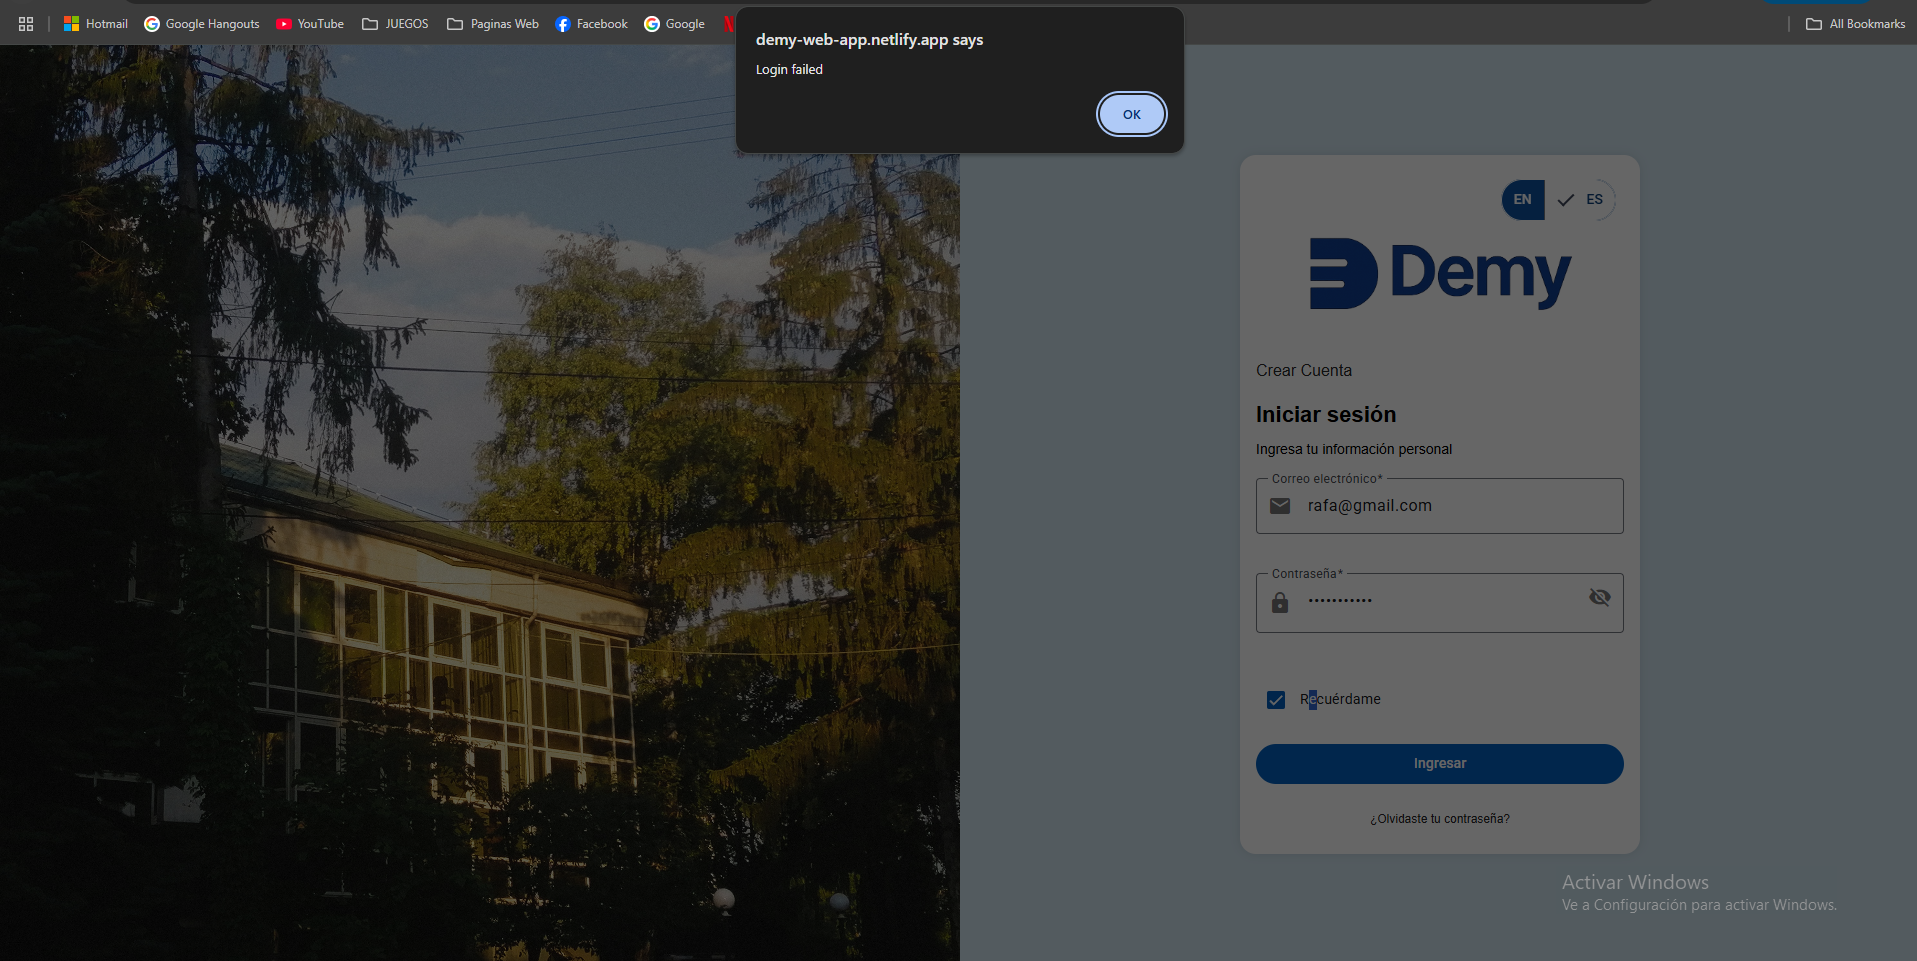 Hotmail
Google Hangouts
YouTube
JUEGOS
Paginas Web
Facebook
Google
All Bookmarks
demy-web-app.netlify.app says
Login failed
OK
EN
ES
Demy
Crear Cuenta
Iniciar sesión
Ingresa tu información personal
Correo electrónico*
rafa@gmail.com
Contraseña*
•••••••••••
Recuérdame
Ingresar
¿Olvidaste tu contraseña?
Activar Windows
Ve a Configuración para activar Windows.